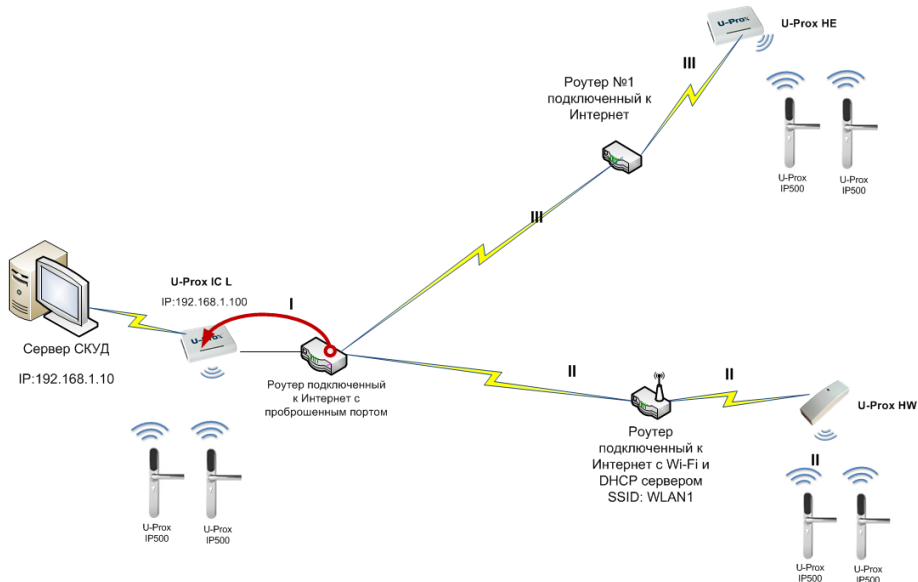 U-Prox
U-Prox HE
III
Роутер №1
подключенный к
Интернет
U-Prox
IP500
U-Prox
IP500
III
U-Prox IC L
IP:192.168.1.100
I
U-Prox
Сервер СКУД
IP:192.168.1.10
Роутер подключенный
к Интернет с
проброшенным портом
II
II
U-Prox HW
Роутер
подключенный к
Интернет с Wi-Fi и
DHCP сервером
SSID: WLAN1
II
U-Prox
IP500
U-Prox
IP500
U-Prox
IP500
U-Prox
IP500